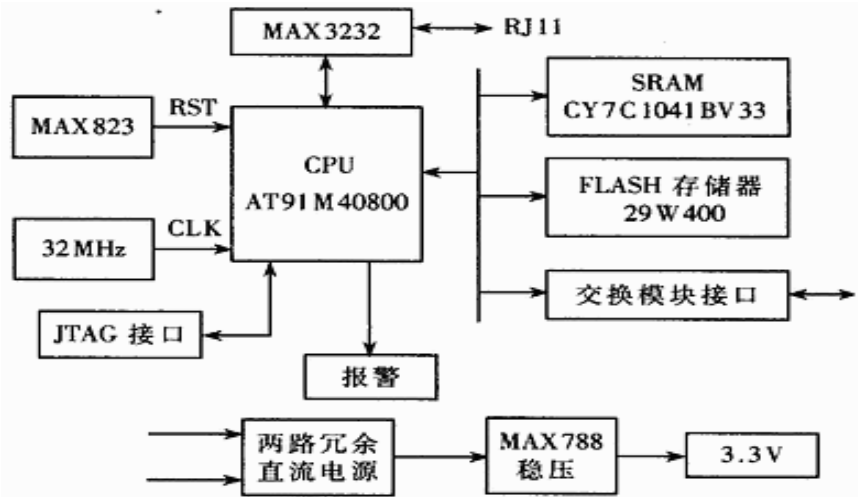 MAX3232
RJ11
SRAM
CY7C1041BV33
MAX823
RST
CPU
AT91M40800
FLASH 存储器
29W400
32MHz
CLK
交换模块接口
JTAG 接口
报警
两路冗余
直流电源
MAX788
稳压
3.3V